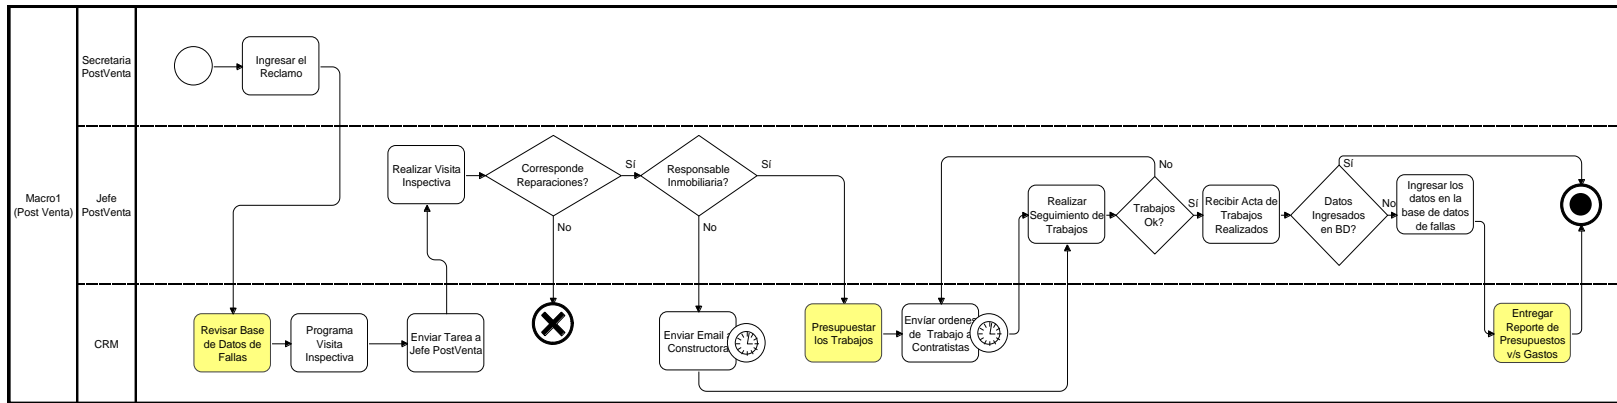 Macro1
(Post Venta)
Secretaria
PostVenta
Ingresar el
Reclamo
Jefe
PostVenta
Realizar Visita
Inspectiva
Corresponde
Reparaciones?
Sí
No
Responsable
Inmobiliaria?
Sí
No
Realizar
Seguimiento de
Trabajos
No
Trabajos
Ok?
Sí
Recibir Acta de
Trabajos
Realizados
Sí
Datos
Ingresados
en BD?
No
Ingresar los
datos en la
base de datos
de fallas
CRM
Revisar Base
de Datos de
Fallas
Programa
Visita
Inspectiva
Enviar Tarea a
Jefe PostVenta
Enviar Email a
Constructora
Presupuestar
los Trabajos
Envíar ordenes
de Trabajo a
Contratistas
Entregar
Reporte de
Presupuestos
v/s Gastos